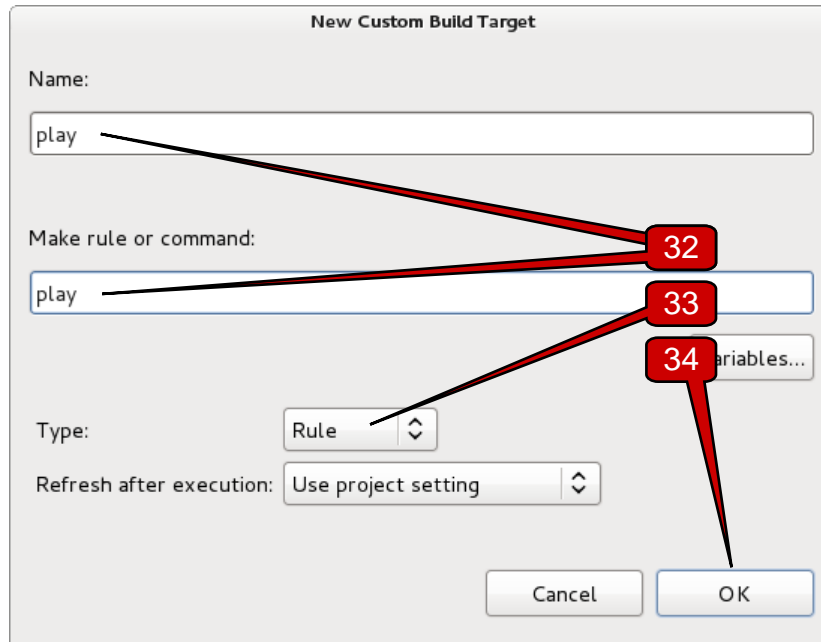 New Custom Build Target
Name:
play
Make rule or command:
32
play
33
34
ariables...
Type:
Rule
Refresh after execution: Use project setting
Cancel
OK